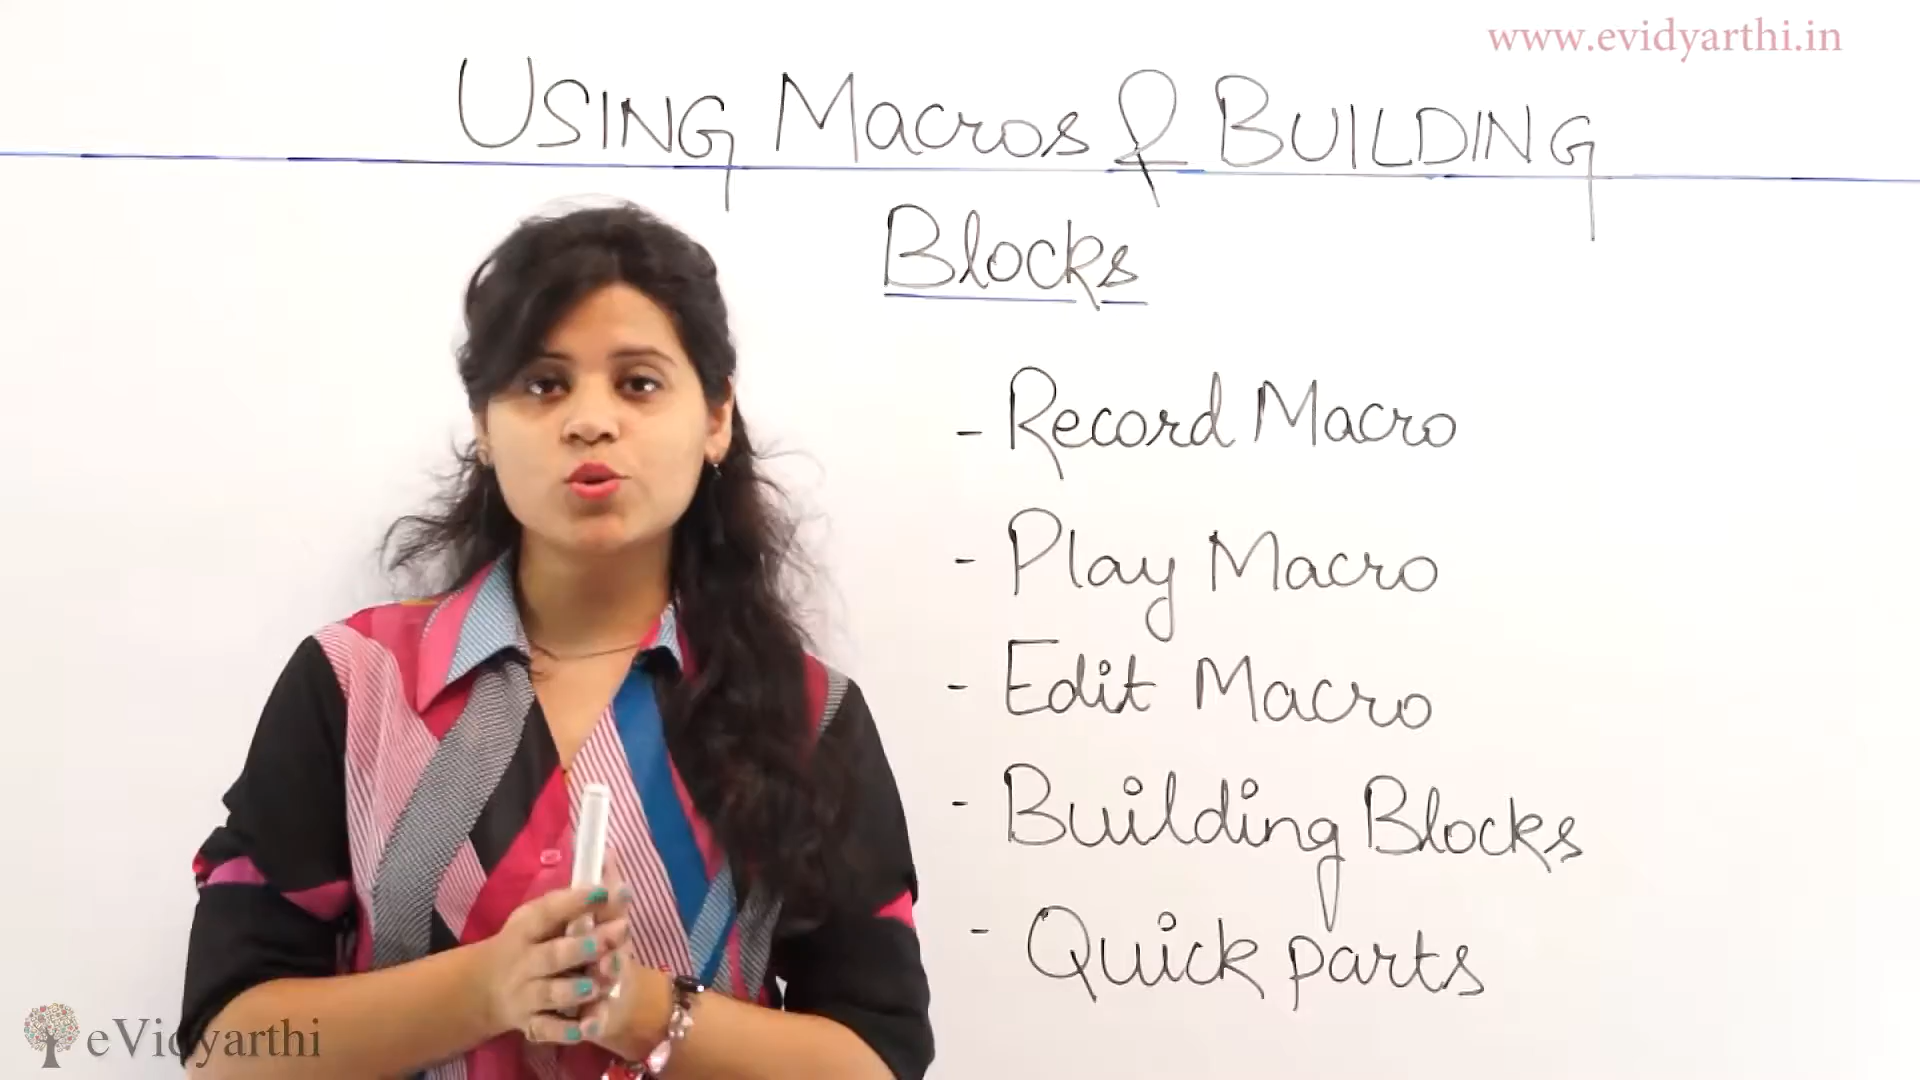 www.evidyarthi.in
USING Macros & BUILDING
Blocks
- Record Macro
- Play Macro
- Edit Macro
- Building Blocks
- Quick parts
eVidyarthi